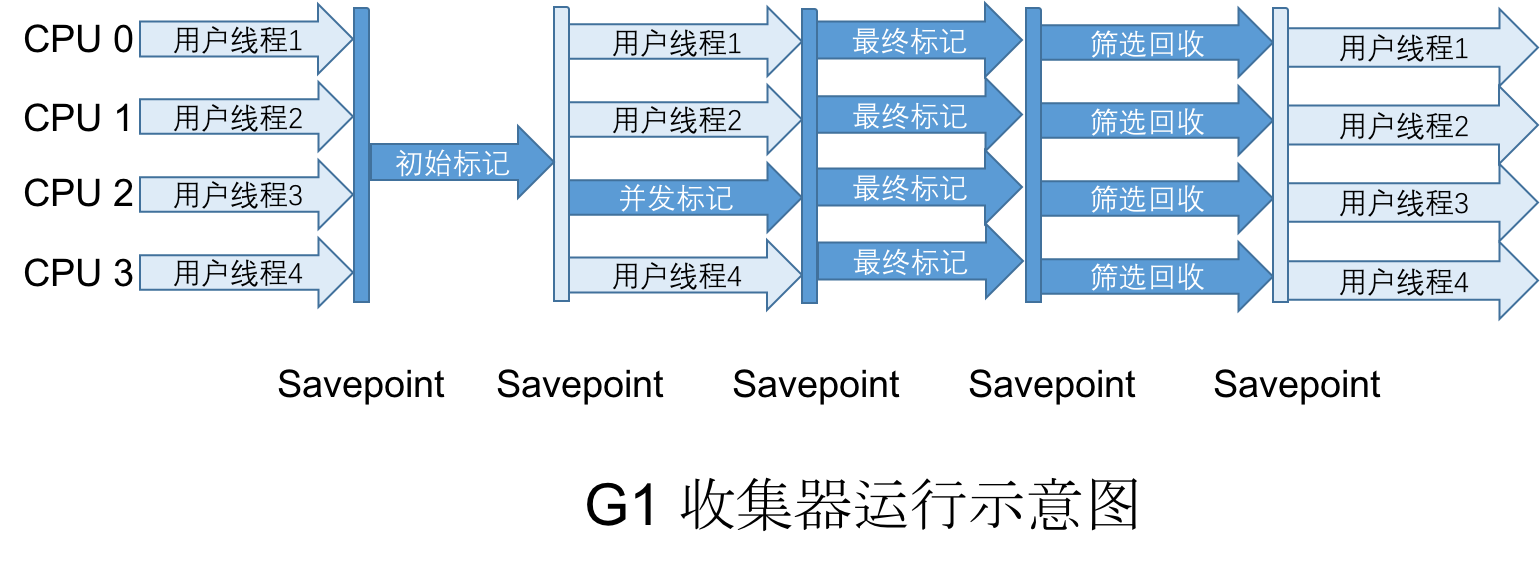 CPU 0 用户线程1 用户线程1 最终标记 筛选回收 用户线程1
CPU 1 用户线程2 用户线程2 最终标记 筛选回收 用户线程2
初始标记
CPU 2 用户线程3 并发标记 最终标记 筛选回收 用户线程3
CPU 3 用户线程4 用户线程4 最终标记 筛选回收 用户线程4
Savepoint Savepoint Savepoint Savepoint Savepoint
G1 收集器运行示意图